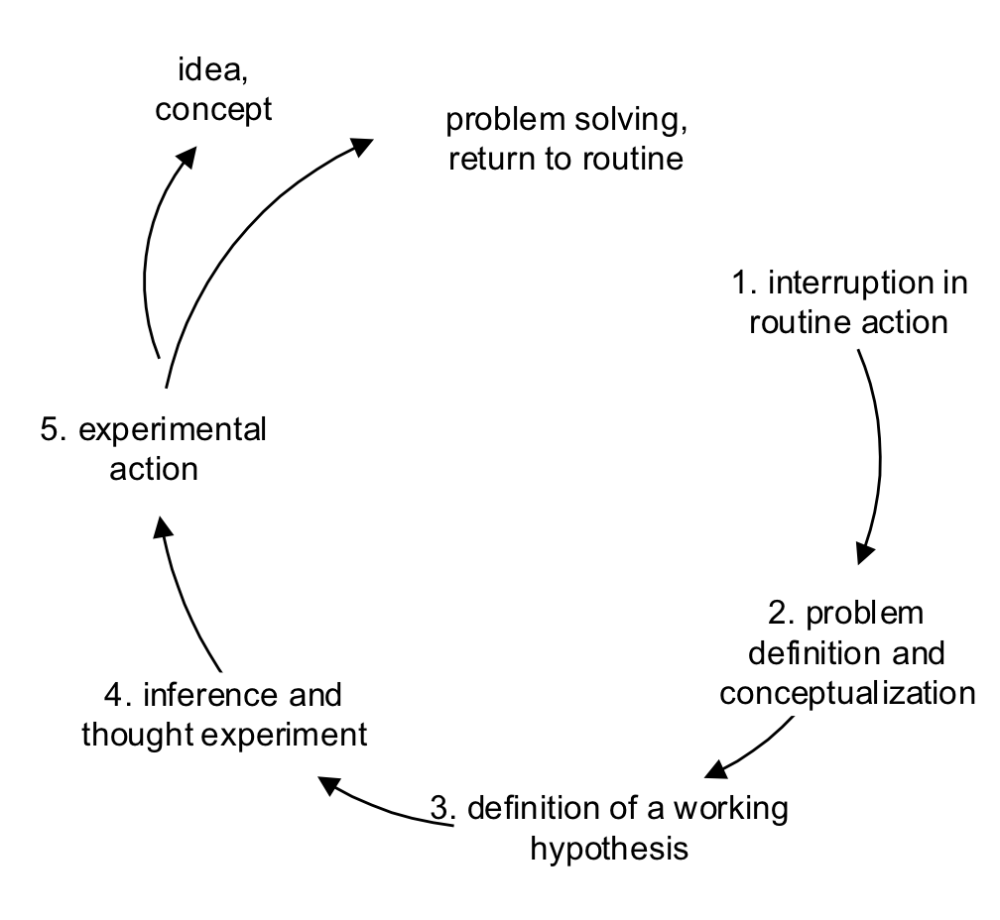 idea,
concept
problem solving,
return to routine
1. interruption in
routine action
2. problem
definition and
conceptualization
3. definition of a working
hypothesis
4. inference and
thought experiment
5. experimental
action